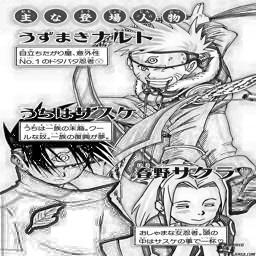 主な登場人物
うずまきナルト
目立ちたがり屋、意外性
No.1のドタバタ忍者♡
うちはサスケ
うちは一族の末裔。クー
ルな奴。一族の復興が夢。
春野サクラ
おしゃまな女忍者。頭の
中はサスケの事で一杯♡